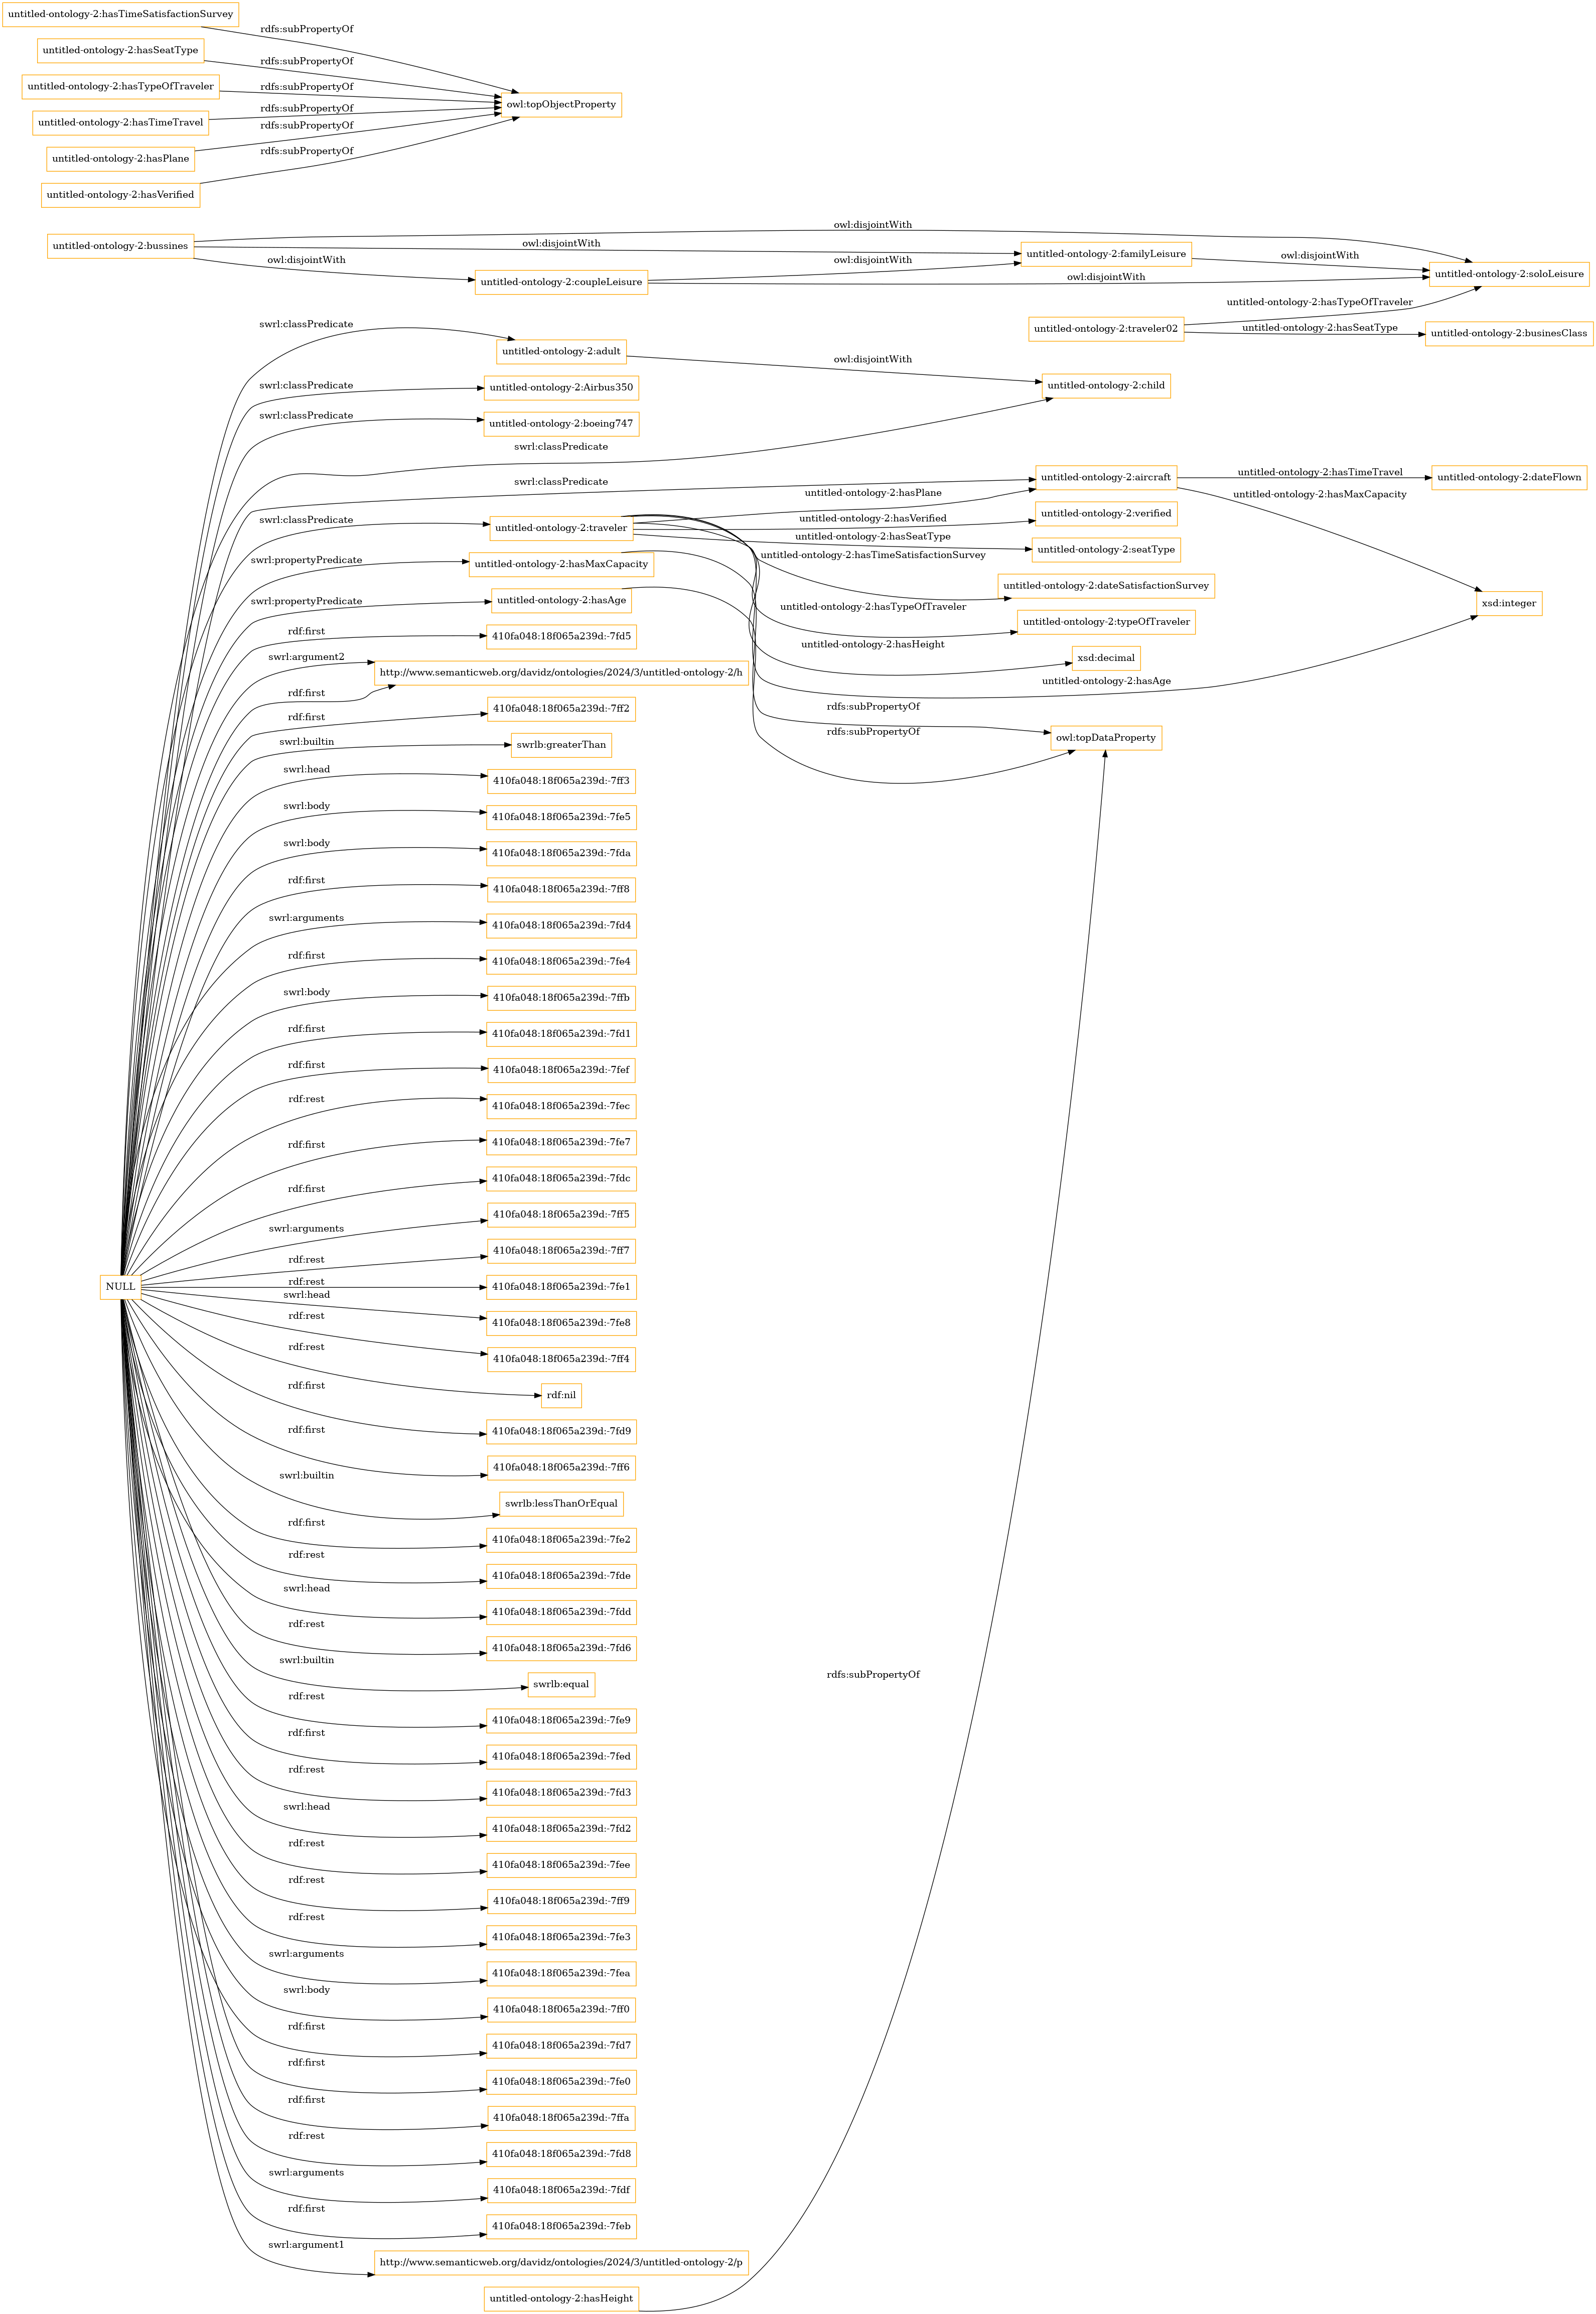 untitled-ontology-2:hasTimeSatisfactionSurvey
rdfs:subPropertyOf
untitled-ontology-2:hasSeatType
rdfs:subPropertyOf
untitled-ontology-2:hasTypeOfTraveler
rdfs:subPropertyOf
owl:topObjectProperty
untitled-ontology-2:hasTimeTravel
rdfs:subPropertyOf
rdfs:subPropertyOf
untitled-ontology-2:hasPlane
rdfs:subPropertyOf
untitled-ontology-2:hasVerified
owl:disjointWith
untitled-ontology-2:bussines
owl:disjointWith
untitled-ontology-2:familyLeisure
owl:disjointWith
owl:disjointWith
owl:disjointWith
untitled-ontology-2:soloLeisure
untitled-ontology-2:coupleLeisure
owl:disjointWith
untitled-ontology-2:hasTypeOfTraveler
untitled-ontology-2:traveler02
untitled-ontology-2:hasSeatType
untitled-ontology-2:businesClass
swrl:classPredicate
untitled-ontology-2:adult
owl:disjointWith
swrl:classPredicate
untitled-ontology-2:Airbus350
untitled-ontology-2:child
swrl:classPredicate
untitled-ontology-2:boeing747
swrl:classPredicate
swrl:classPredicate
untitled-ontology-2:aircraft
untitled-ontology-2:hasTimeTravel
untitled-ontology-2:dateFlown
untitled-ontology-2:hasPlane
untitled-ontology-2:hasMaxCapacity
swrl:classPredicate
untitled-ontology-2:traveler
untitled-ontology-2:hasVerified
untitled-ontology-2:verified
untitled-ontology-2:hasSeatType
untitled-ontology-2:seatType
swrl:propertyPredicate
untitled-ontology-2:hasMaxCapacity
untitled-ontology-2:hasTimeSatisfactionSurvey
untitled-ontology-2:dateSatisfactionSurvey
swrl:propertyPredicate
untitled-ontology-2:hasAge
untitled-ontology-2:hasTypeOfTraveler
untitled-ontology-2:typeOfTraveler
xsd:integer
rdf:first
410fa048:18f065a239d:-7fd5
untitled-ontology-2:hasHeight
xsd:decimal
swrl:argument2
http://www.semanticweb.org/davidz/ontologies/2024/3/untitled-ontology-2/h
untitled-ontology-2:hasAge
rdf:first
410fa048:18f065a239d:-7ff2
rdfs:subPropertyOf
rdf:first
rdfs:subPropertyOf
owl:topDataProperty
swrl:builtin
swrlb:greaterThan
swrl:head
410fa048:18f065a239d:-7ff3
swrl:body
410fa048:18f065a239d:-7fe5
swrl:body
410fa048:18f065a239d:-7fda
rdf:first
410fa048:18f065a239d:-7ff8
swrl:arguments
410fa048:18f065a239d:-7fd4
rdf:first
410fa048:18f065a239d:-7fe4
swrl:body
410fa048:18f065a239d:-7ffb
rdf:first
410fa048:18f065a239d:-7fd1
rdf:first
410fa048:18f065a239d:-7fef
rdf:rest
410fa048:18f065a239d:-7fec
rdf:first
410fa048:18f065a239d:-7fe7
rdf:first
410fa048:18f065a239d:-7fdc
swrl:arguments
410fa048:18f065a239d:-7ff5
rdf:rest
410fa048:18f065a239d:-7ff7
NULL
rdf:rest
410fa048:18f065a239d:-7fe1
swrl:head
410fa048:18f065a239d:-7fe8
rdf:rest
410fa048:18f065a239d:-7ff4
rdf:rest
rdf:nil
rdf:first
410fa048:18f065a239d:-7fd9
rdf:first
410fa048:18f065a239d:-7ff6
swrl:builtin
swrlb:lessThanOrEqual
rdf:first
410fa048:18f065a239d:-7fe2
rdf:rest
410fa048:18f065a239d:-7fde
swrl:head
410fa048:18f065a239d:-7fdd
rdf:rest
410fa048:18f065a239d:-7fd6
swrl:builtin
swrlb:equal
rdfs:subPropertyOf
rdf:rest
410fa048:18f065a239d:-7fe9
rdf:first
410fa048:18f065a239d:-7fed
rdf:rest
410fa048:18f065a239d:-7fd3
swrl:head
410fa048:18f065a239d:-7fd2
rdf:rest
410fa048:18f065a239d:-7fee
rdf:rest
410fa048:18f065a239d:-7ff9
rdf:rest
410fa048:18f065a239d:-7fe3
swrl:arguments
410fa048:18f065a239d:-7fea
swrl:body
410fa048:18f065a239d:-7ff0
rdf:first
410fa048:18f065a239d:-7fd7
rdf:first
410fa048:18f065a239d:-7fe0
rdf:first
410fa048:18f065a239d:-7ffa
rdf:rest
410fa048:18f065a239d:-7fd8
swrl:arguments
410fa048:18f065a239d:-7fdf
rdf:first
410fa048:18f065a239d:-7feb
swrl:argument1
http://www.semanticweb.org/davidz/ontologies/2024/3/untitled-ontology-2/p
untitled-ontology-2:hasHeight